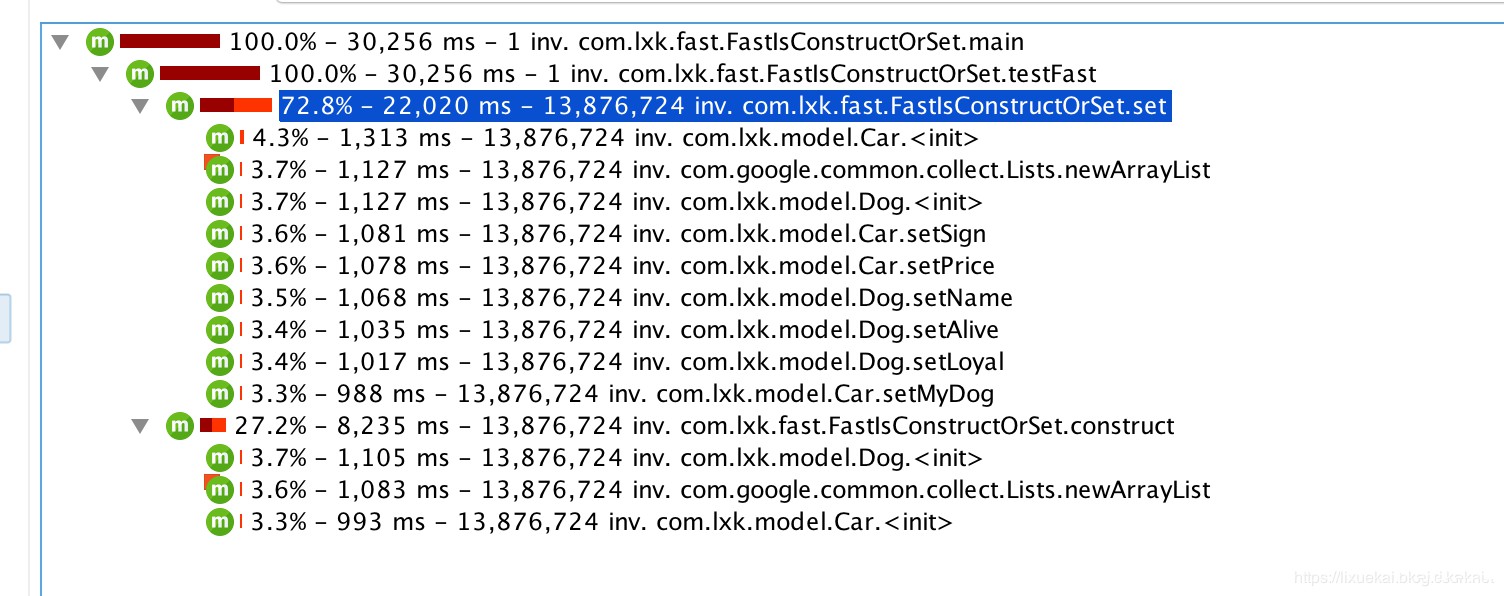 100.0% – 30,256 ms – 1 inv. com.lxk.fast.FastIsConstructOrSet.main
100.0% – 30,256 ms – 1 inv. com.lxk.fast.FastIsConstructOrSet.testFast
72.8% – 22,020 ms – 13,876,724 inv. com.lxk.fast.FastIsConstructOrSet.set
4.3% – 1,313 ms – 13,876,724 inv. com.lxk.model.Car.<init>
3.7% – 1,127 ms – 13,876,724 inv. com.google.common.collect.Lists.newArrayList
3.7% – 1,127 ms – 13,876,724 inv. com.lxk.model.Dog.<init>
3.6% – 1,081 ms – 13,876,724 inv. com.lxk.model.Car.setSign
3.6% – 1,078 ms – 13,876,724 inv. com.lxk.model.Car.setPrice
3.5% – 1,068 ms – 13,876,724 inv. com.lxk.model.Dog.setName
3.4% – 1,035 ms – 13,876,724 inv. com.lxk.model.Dog.setAlive
3.4% – 1,017 ms – 13,876,724 inv. com.lxk.model.Dog.setLoyal
3.3% – 988 ms – 13,876,724 inv. com.lxk.model.Car.setMyDog
27.2% – 8,235 ms – 13,876,724 inv. com.lxk.fast.FastIsConstructOrSet.construct
3.7% – 1,105 ms – 13,876,724 inv. com.lxk.model.Dog.<init>
3.6% – 1,083 ms – 13,876,724 inv. com.google.common.collect.Lists.newArrayList
3.3% – 993 ms – 13,876,724 inv. com.lxk.model.Car.<init>